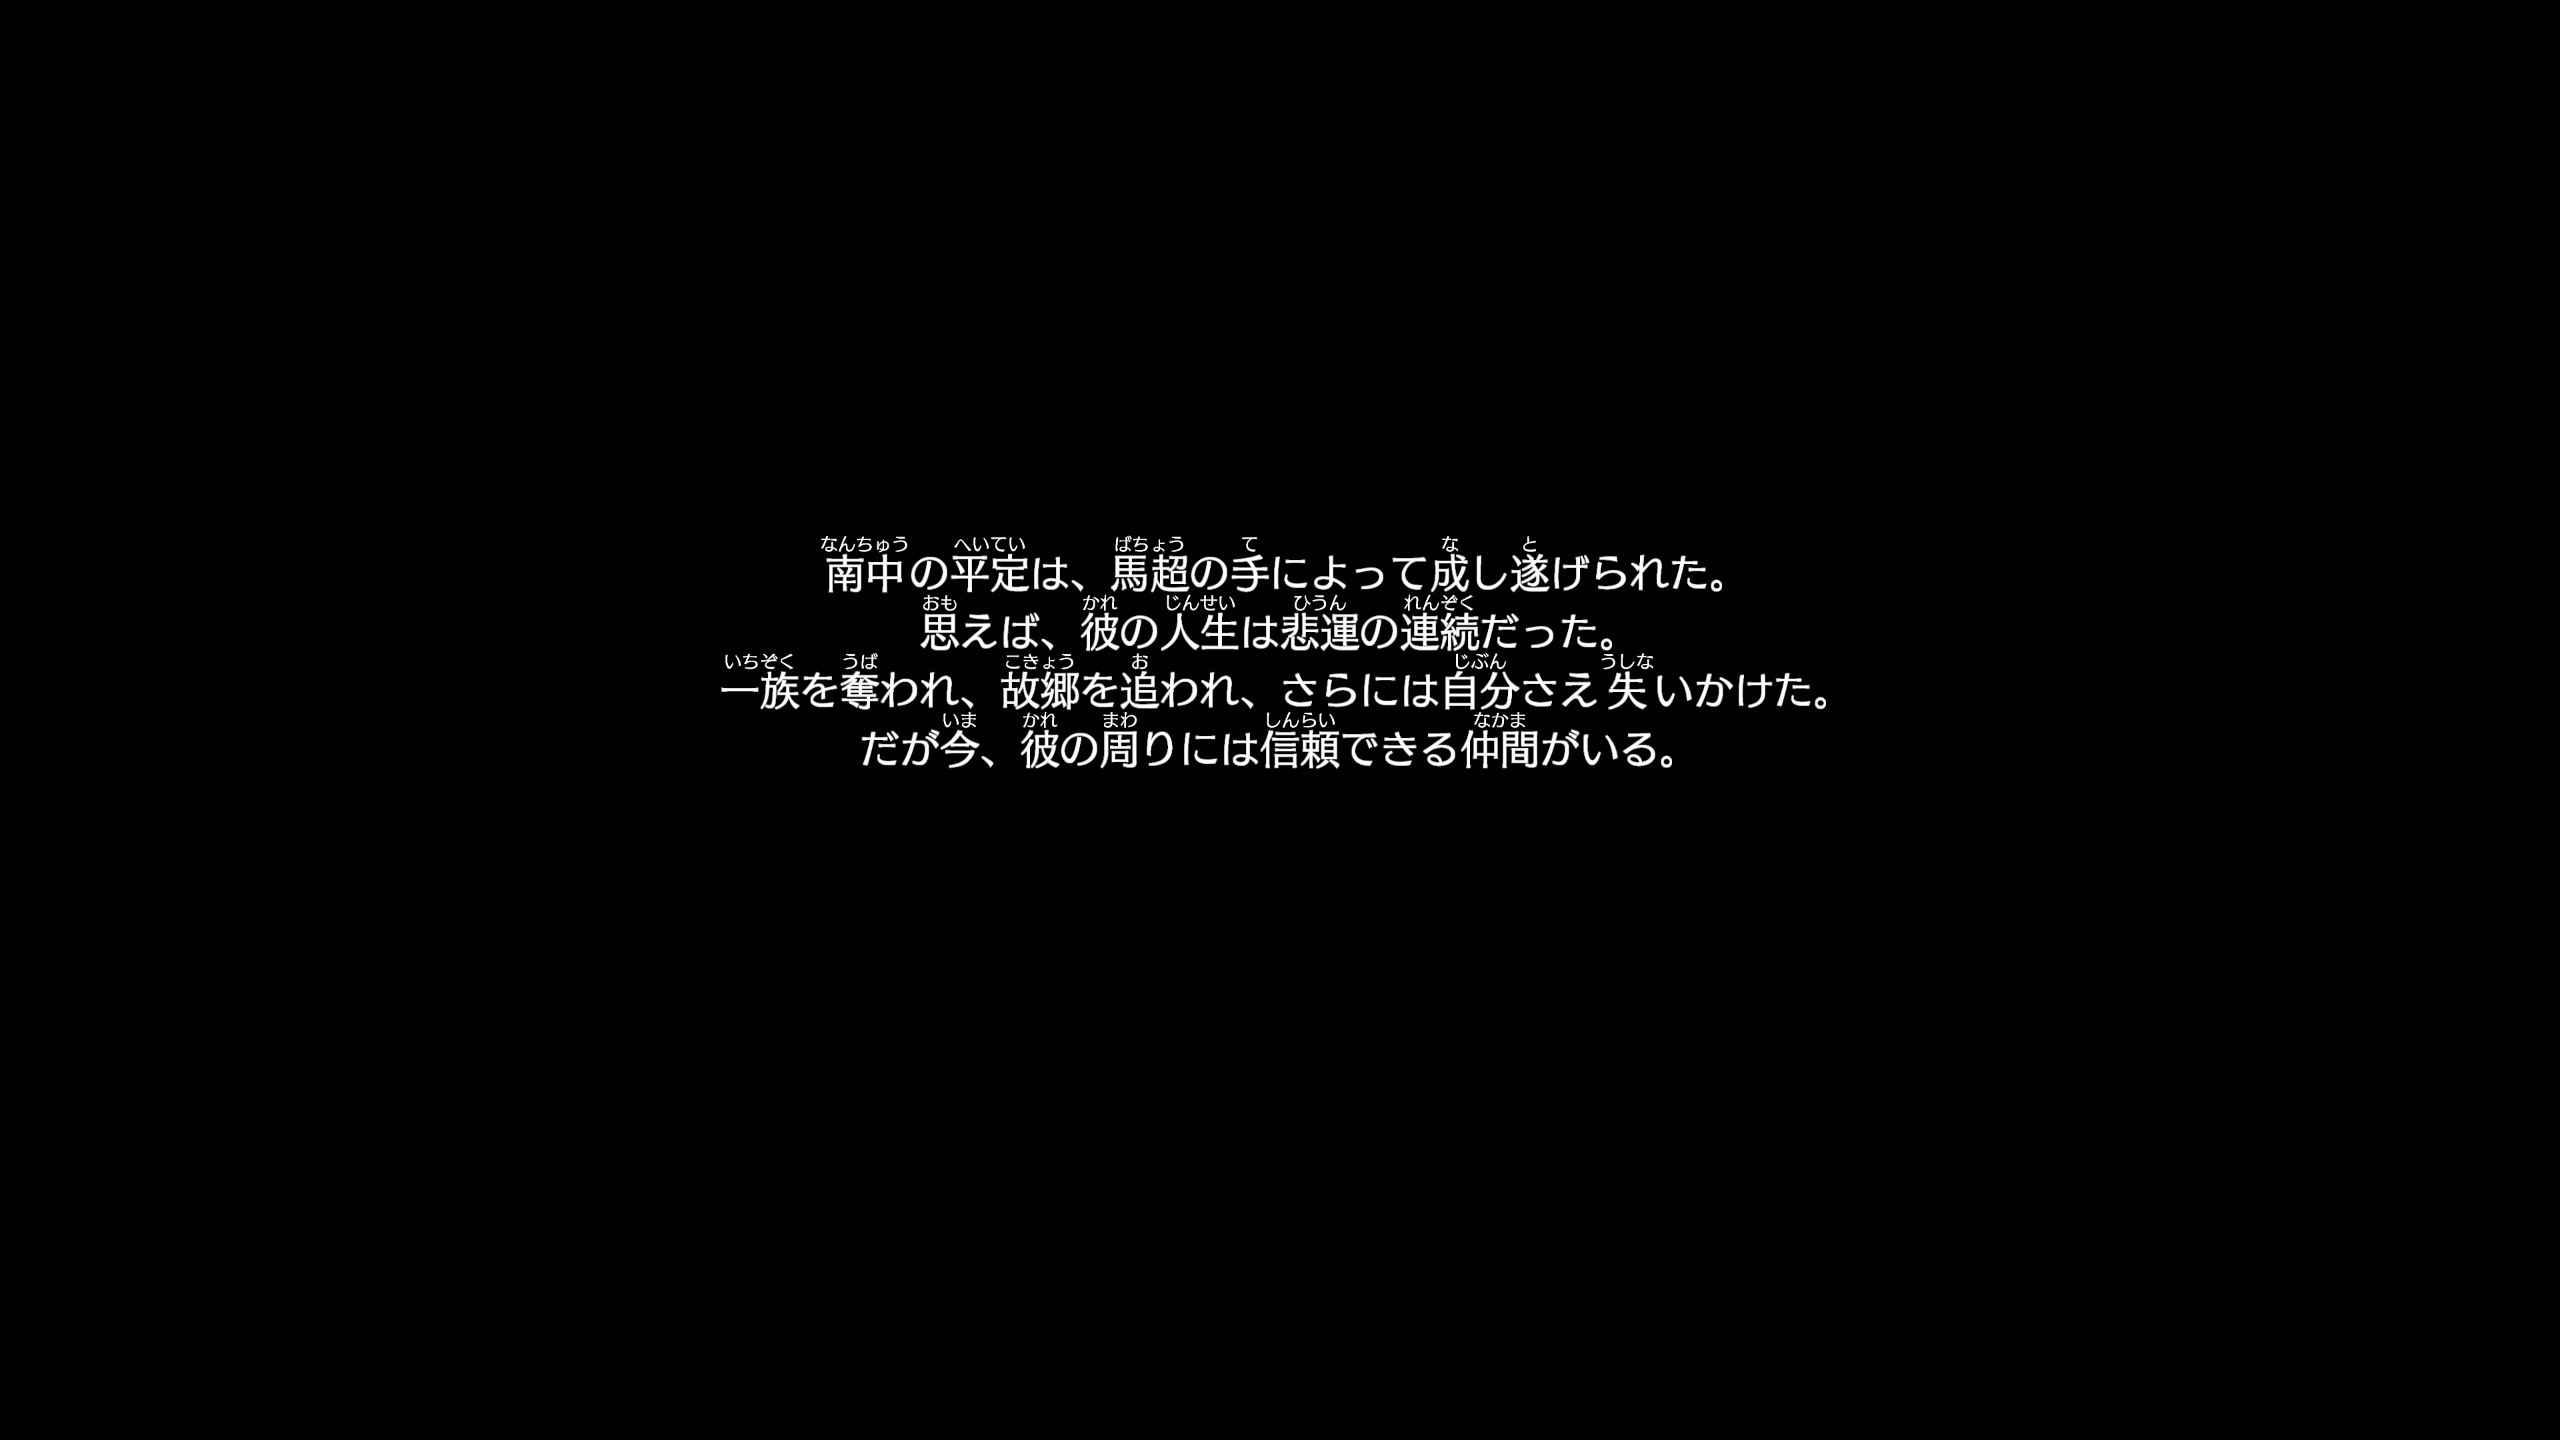 南中の平定は、馬超の手によって成し遂げられた。
思えば、彼の人生は悲運の連続だった。
一族を奪われ、故郷を追われ、さらには自分さえ失いかけた。
だが今、彼の周りには信頼できる仲間がいる。